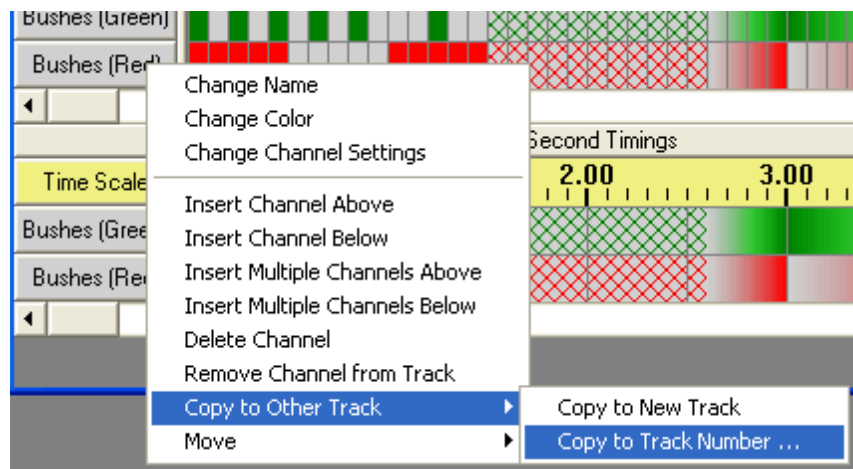 Bushes (Green)
Bushes (Red)
Change Name
Change Color
Change Channel Settings
Second Timings
Time Scale
2.00
3.00
Insert Channel Above
Bushes (Gree
Insert Channel Below
Bushes (Re
Insert Multiple Channels Above
Insert Multiple Channels Below
Delete Channel
Remove Channel from Track
Copy to Other Track
Copy to New Track
Move
Copy to Track Number ...